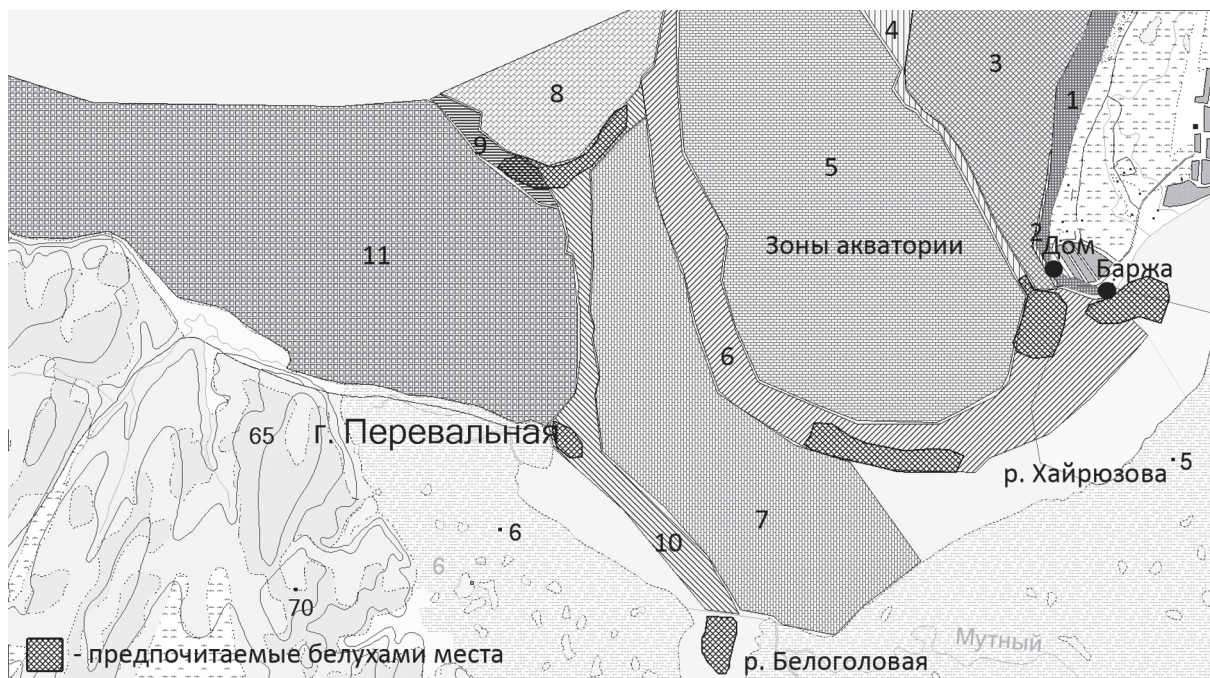 4
3
8
1
9
5
2
Дом
Зоны акватории
11
Баржа
6
65
г. Перевальная
5
р. Хайрюзова
7
6
10
6
70
Мутный
- предпочитаемые белухами места
р. Белоголовая